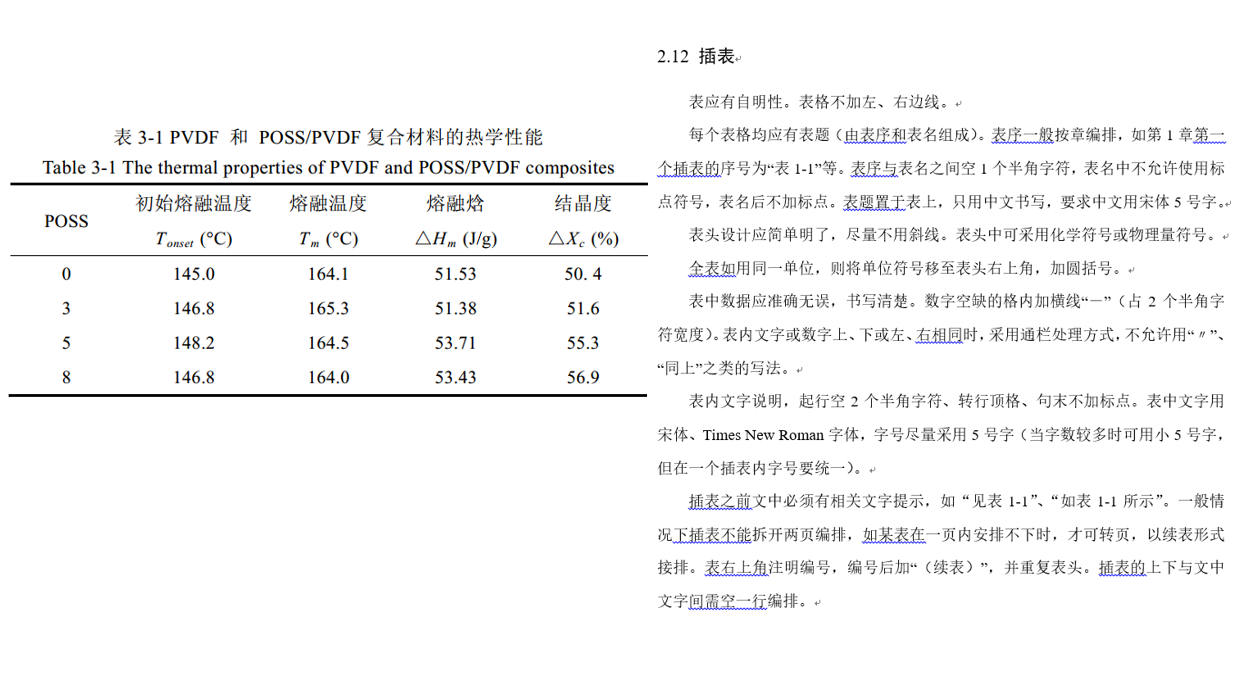 表 3-1 PVDF 和 POSS/PVDF 复合材料的热学性能
Table 3-1 The thermal properties of PVDF and POSS/PVDF composites
POSS 初始熔融温度 熔融温度 熔融焓 结晶度
Tonset (°C) Tm (°C) △Hm (J/g) △Xc (%)
0 145.0 164.1 51.53 50. 4
3 146.8 165.3 51.38 51.6
5 148.2 164.5 53.71 55.3
8 146.8 164.0 53.43 56.9
2.12 插表
表应有自明性。表格不加左、右边线。
每个表格均应有表题（由表序和表名组成）。表序一般按章编排，如第 1 章第一
个插表的序号为“表 1-1”等。表序与表名之间空 1 个半角字符，表名中不允许使用标
点符号，表名后不加标点。表题置于表上，只用中文书写，要求中文用宋体 5 号字。
表头设计应简单明了，尽量不用斜线。表头中可采用化学符号或物理量符号。
全表如用同一单位，则将单位符号移至表头右上角，加圆括号。
表中数据应准确无误，书写清楚。数字空缺的格内加横线“－”（占 2 个半角字
符宽度）。表内文字或数字上、下或左、右相同时，采用通栏处理方式，不允许用“〃”、
“同上”之类的写法。
表内文字说明，起行空 2 个半角字符、转行顶格、句末不加标点。表中文字用
宋体、Times New Roman 字体，字号尽量采用 5 号字（当字数较多时可用小 5 号字，
但在一个插表内字号要统一）。
插表之前文中必须有相关文字提示，如“见表 1-1”、“如表 1-1 所示”。一般情
况下插表不能拆开两页编排，如某表在一页内安排不下时，才可转页，以续表形式
接排。表右上角注明编号，编号后加“（续表）”，并重复表头。插表的上下与文中
文字间需空一行编排。